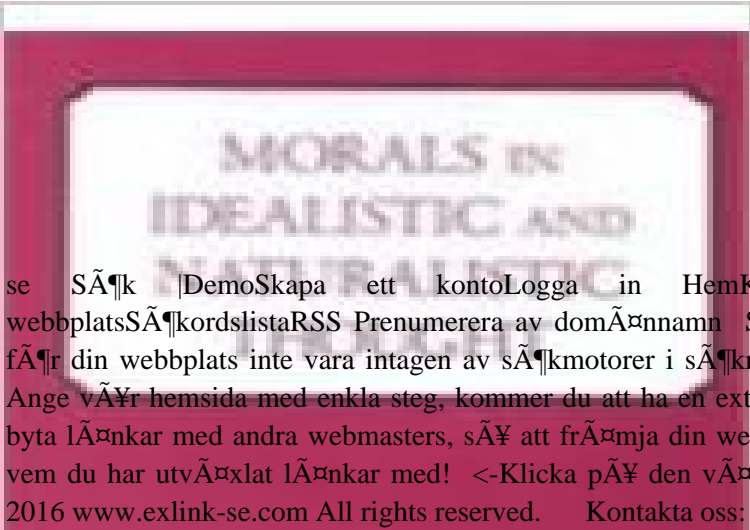 MORALS IN
IDEALISTIC AND
NATURALISTIC
THOUGHT
se SÃ¶k |DemoSkapa ett kontoLogga in
webbplatsSÃ¶kordslistaRSS Prenumerera av domÃ¤nnamn
fÃ¶r din webbplats inte vara intagen av sÃ¶kmotorer i
Ange vÃ¥r hemsida med enkla steg, kommer du att ha en
byta lÃ¤nkar med andra webmasters, sÃ¥ att frÃ¤mja din
vem du har utvÃ¤xlat lÃ¤nkar med! <-Klicka pÃ¥ den
2016 www.exlink-se.com All rights reserved. Kontakta oss: